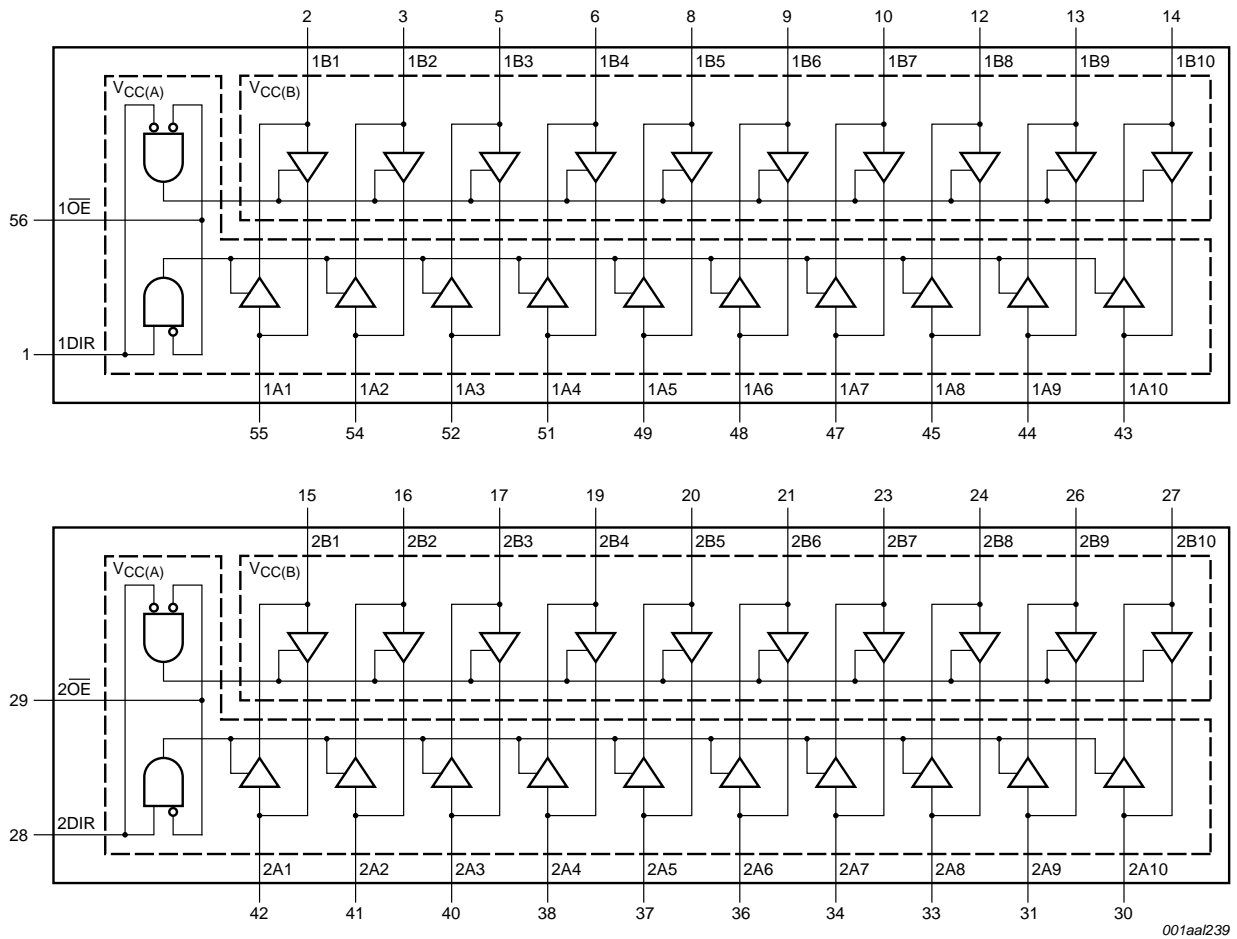 2 3 5 6 8 9 10 12 13 14
1B1 1B2 1B3 1B4 1B5 1B6 1B7 1B8 1B9 1B10
VCC(A) VCC(B)
56 1O̅E̅
1 1DIR
1A1 1A2 1A3 1A4 1A5 1A6 1A7 1A8 1A9 1A10
55 54 52 51 49 48 47 45 44 43
15 16 17 19 20 21 23 24 26 27
2B1 2B2 2B3 2B4 2B5 2B6 2B7 2B8 2B9 2B10
VCC(A) VCC(B)
29 2O̅E̅
28 2DIR
2A1 2A2 2A3 2A4 2A5 2A6 2A7 2A8 2A9 2A10
42 41 40 38 37 36 34 33 31 30
001aal239